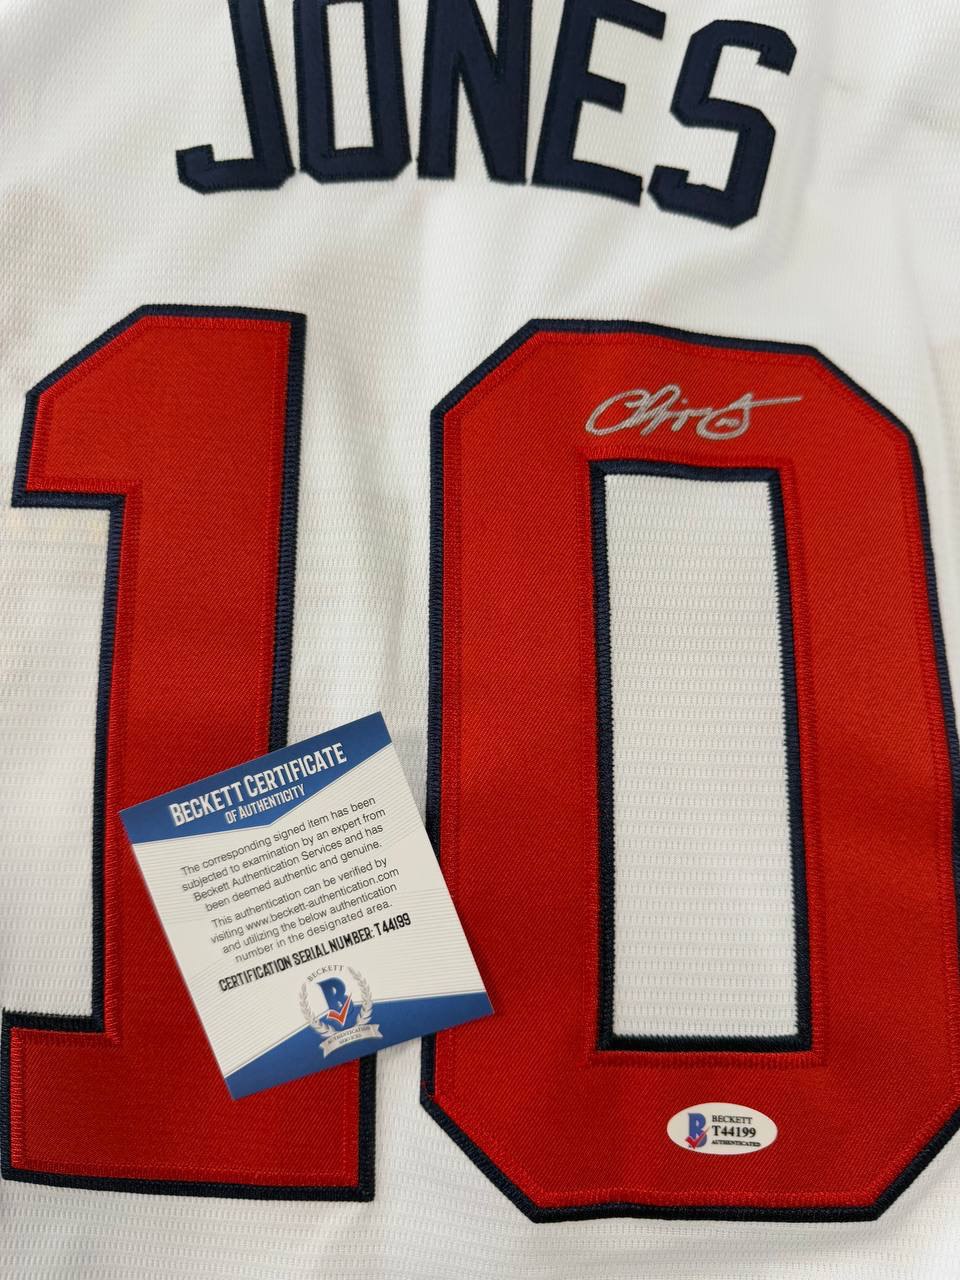 JONES
10
BECKETT CERTIFICATE
OF AUTHENTICITY
The corresponding signed item has been
subjected to examination by an expert from
Beckett Authentication Services and has
been deemed authentic and genuine.
This authentication can be verified by
visiting www.beckett-authentication.com
and utilizing the below authentication
number in the designated area.
CERTIFICATION SERIAL NUMBER: T44199
BECKETT
B
AUTHENTICATION
SERVICES
B
BECKETT
T44199
AUTHENTICATED